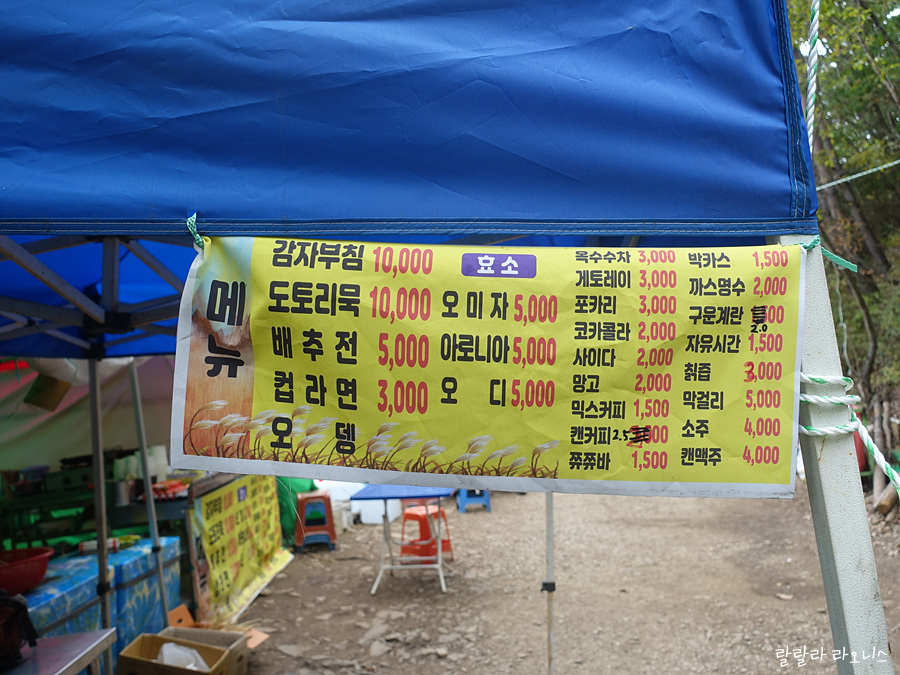 메뉴
감자부침 10,000
도토리묵 10,000
배추전 5,000
컵라면 3,000
오뎅
효소
오미자 5,000
아로니아 5,000
오디 5,000
옥수수차 3,000
게토레이 3,000
포카리 3,000
코카콜라 2,000
사이다 2,000
망고 2,000
믹스커피 1,500
캔커피 2.5
쮸쮸바 1,500
박카스 1,500
까스명수 2,000
구운계란 2.0
자유시간 1,500
칡즙 3,000
막걸리 5,000
소주 4,000
캔맥주 4,000
랄랄라 라오니스